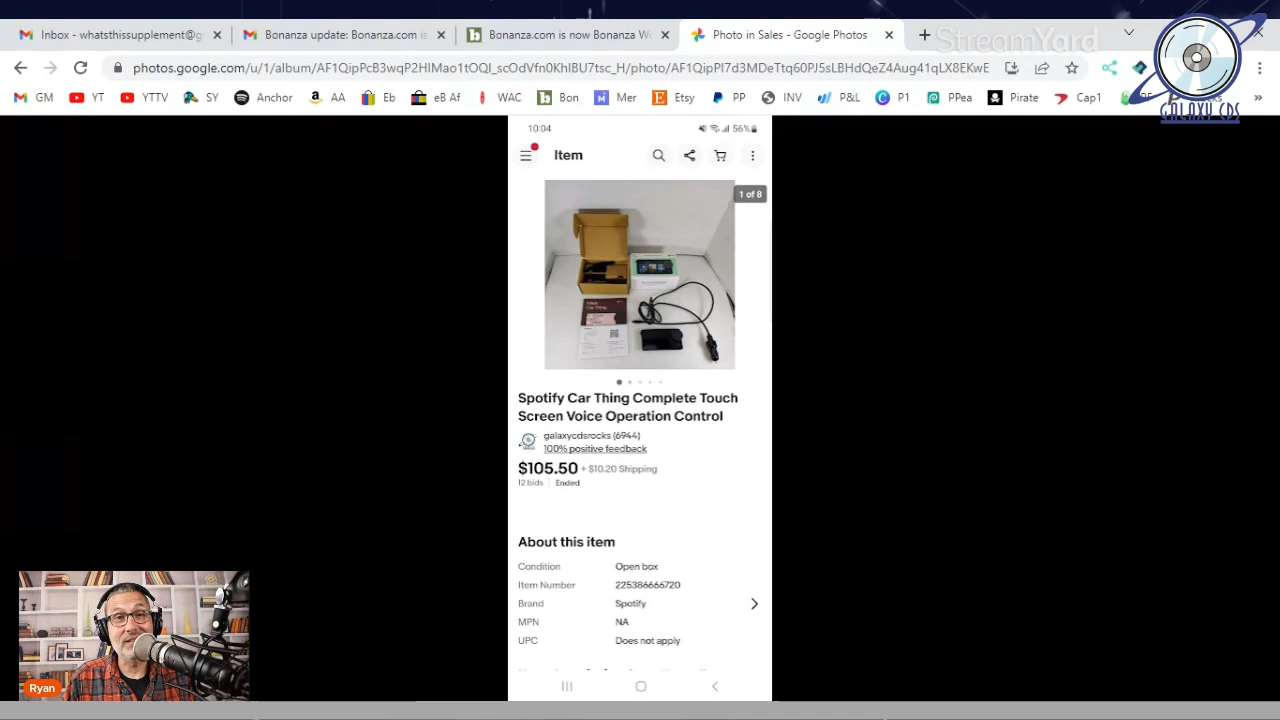 StreamYard
Inbox - whatsthissupplement@g
Bonanza update: Bonanza.com is
Bonanza.com is now Bonanza W
Photo in Sales - Google Photos
photos.google.com/u/1/album/AF1QipPcB3wqP2HlMao1tOQl_scOdVfn0KhlBU7tsc_H/photo/AF1QipPl7d3MDeTtq60PJ5sLBHdQeZ4Aug41qLX8EKwE
GM YT YTTV SY Anchor AA Eb eB Af WAC Bon Mer Etsy PP INV P&L P1 PPea Pirate Cap1
GALAXY CDS
10:04
56%
Item
1 of 8
Spotify Car Thing Complete Touch
Screen Voice Operation Control
galaxycdsrocks (6944)
100% positive feedback
$105.50 + $10.20 Shipping
12 bids Ended
About this item
Condition Open box
Item Number 225386666720
Brand Spotify
MPN NA
UPC Does not apply
Ryan